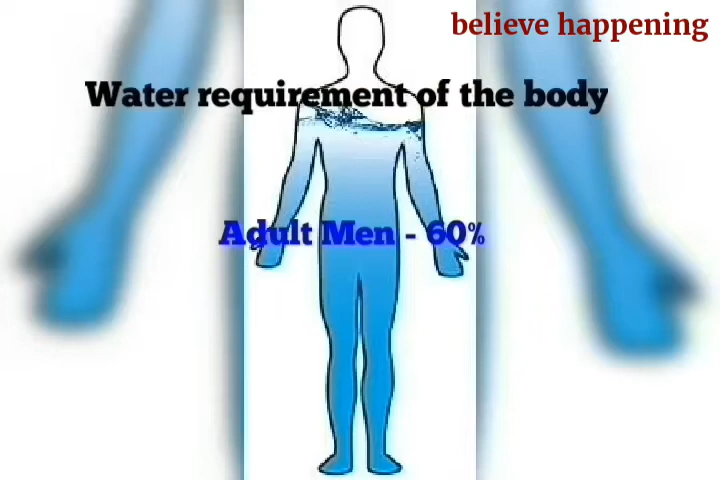 believe happening
Water requirement of the body
Adult Men - 60%